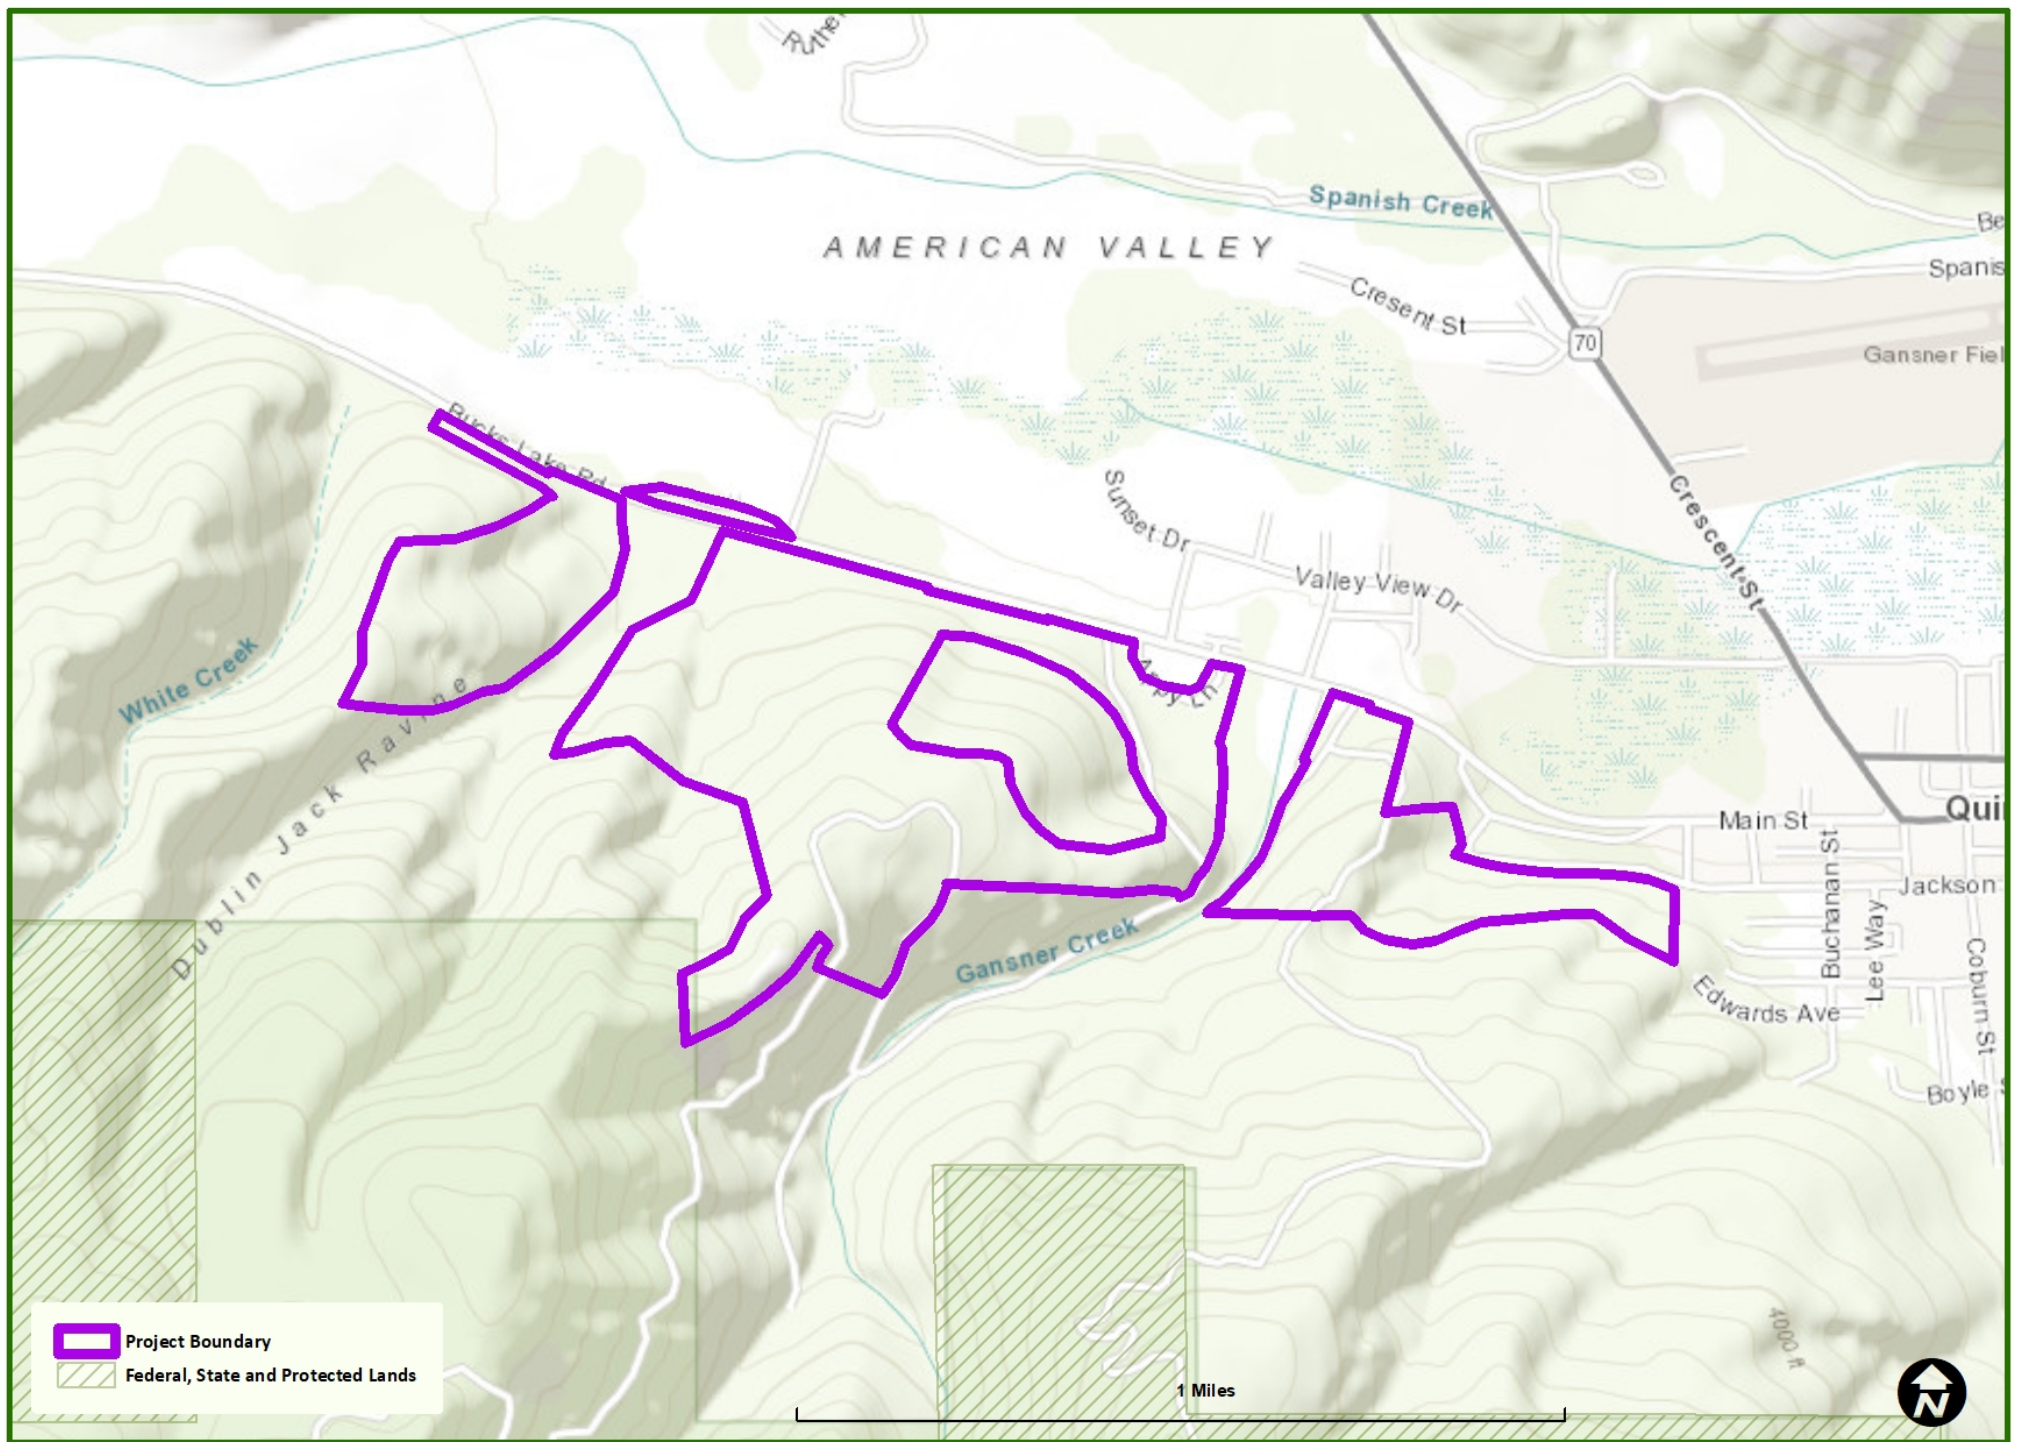 Ruthe
Spanish Creek
AMERICAN VALLEY
Be
Spanis
Cresent St
70
Gansner Fiel
Bucks Lake Rd
Sunset Dr
Crescent St
Valley View Dr
White Creek
Dublin Jack Ravine
Main St
Quin
Buchanan St
Jackson
Lee Way
Gansner Creek
Coburn St
Edwards Ave
Boyle S
4000 ft
Project Boundary
Federal, State and Protected Lands
1 Miles
N